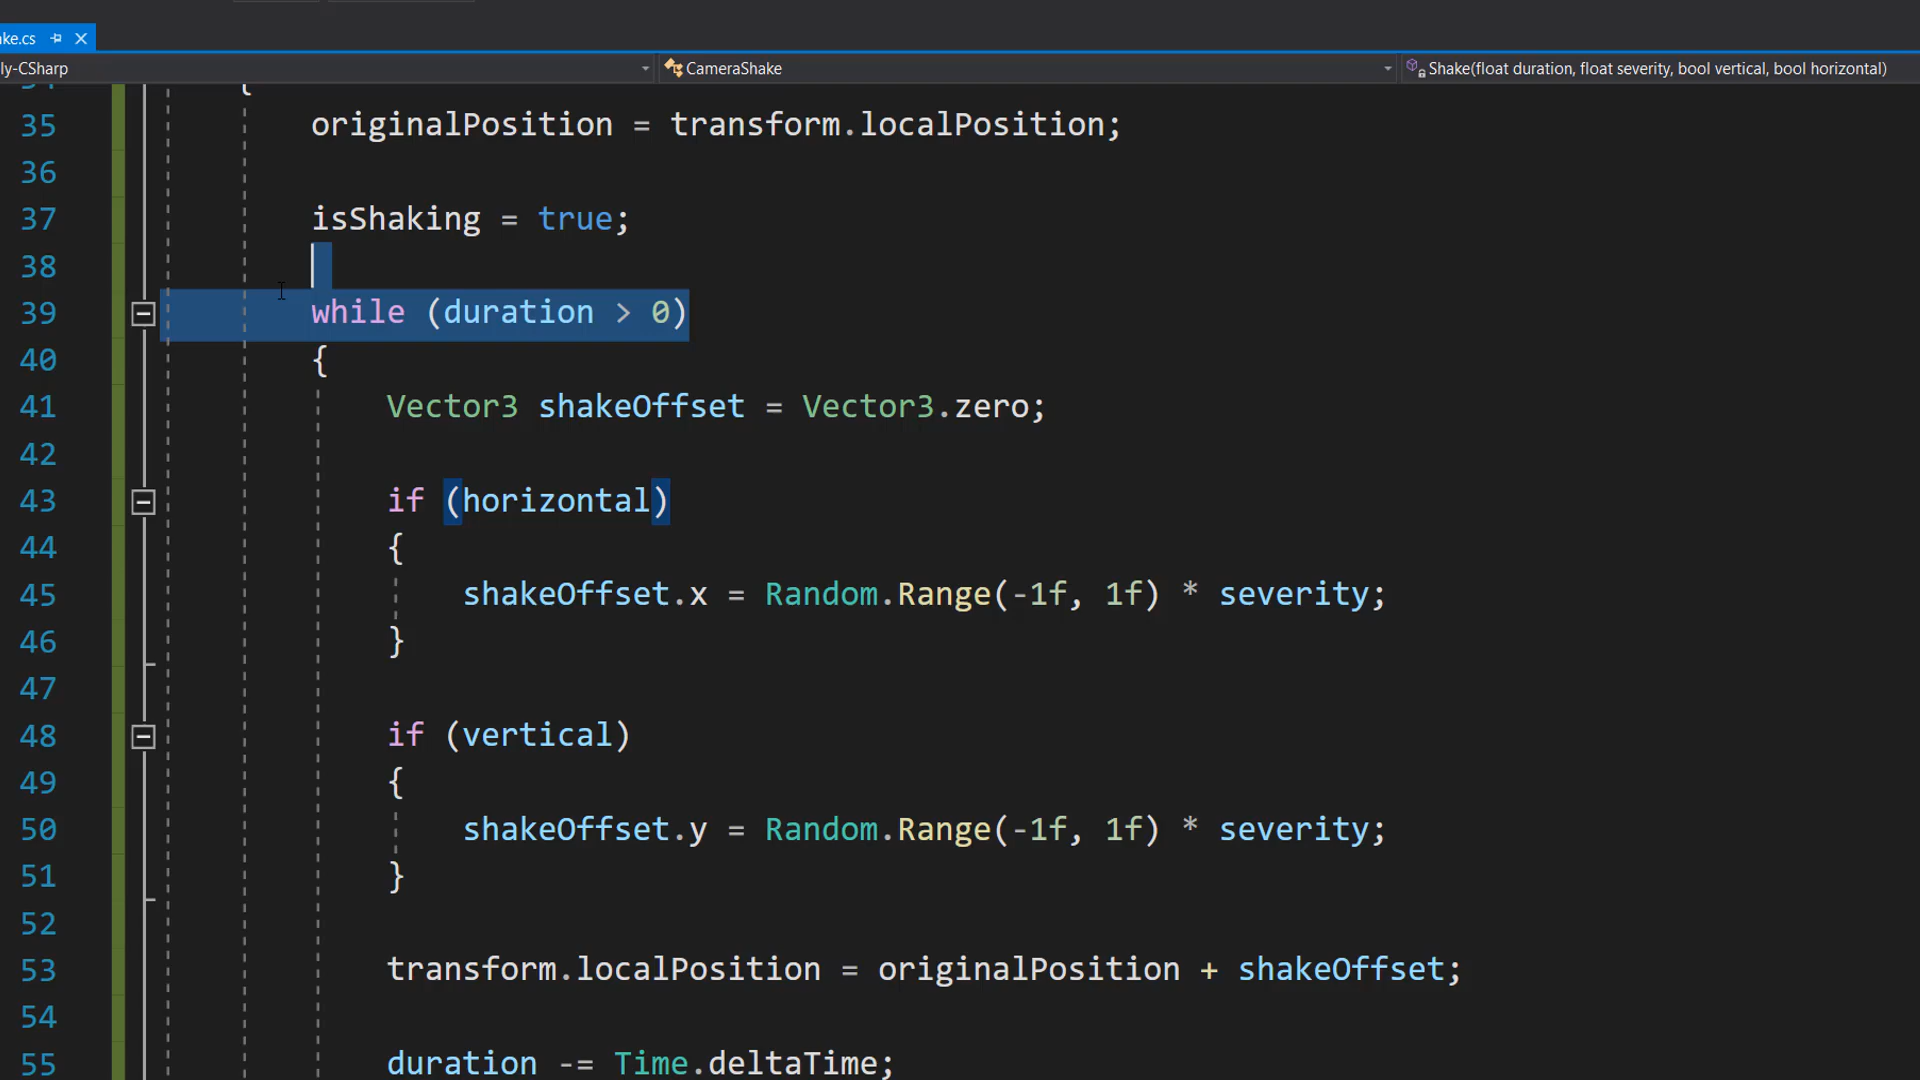 ke.cs
ly-CSharp
CameraShake
Shake(float duration, float severity, bool vertical, bool horizontal)
35 originalPosition = transform.localPosition;
36
37 isShaking = true;
38
39 while (duration > 0)
40 {
41 Vector3 shakeOffset = Vector3.zero;
42
43 if (horizontal)
44 {
45 shakeOffset.x = Random.Range(-1f, 1f) * severity;
46 }
47
48 if (vertical)
49 {
50 shakeOffset.y = Random.Range(-1f, 1f) * severity;
51 }
52
53 transform.localPosition = originalPosition + shakeOffset;
54
55 duration -= Time.deltaTime;